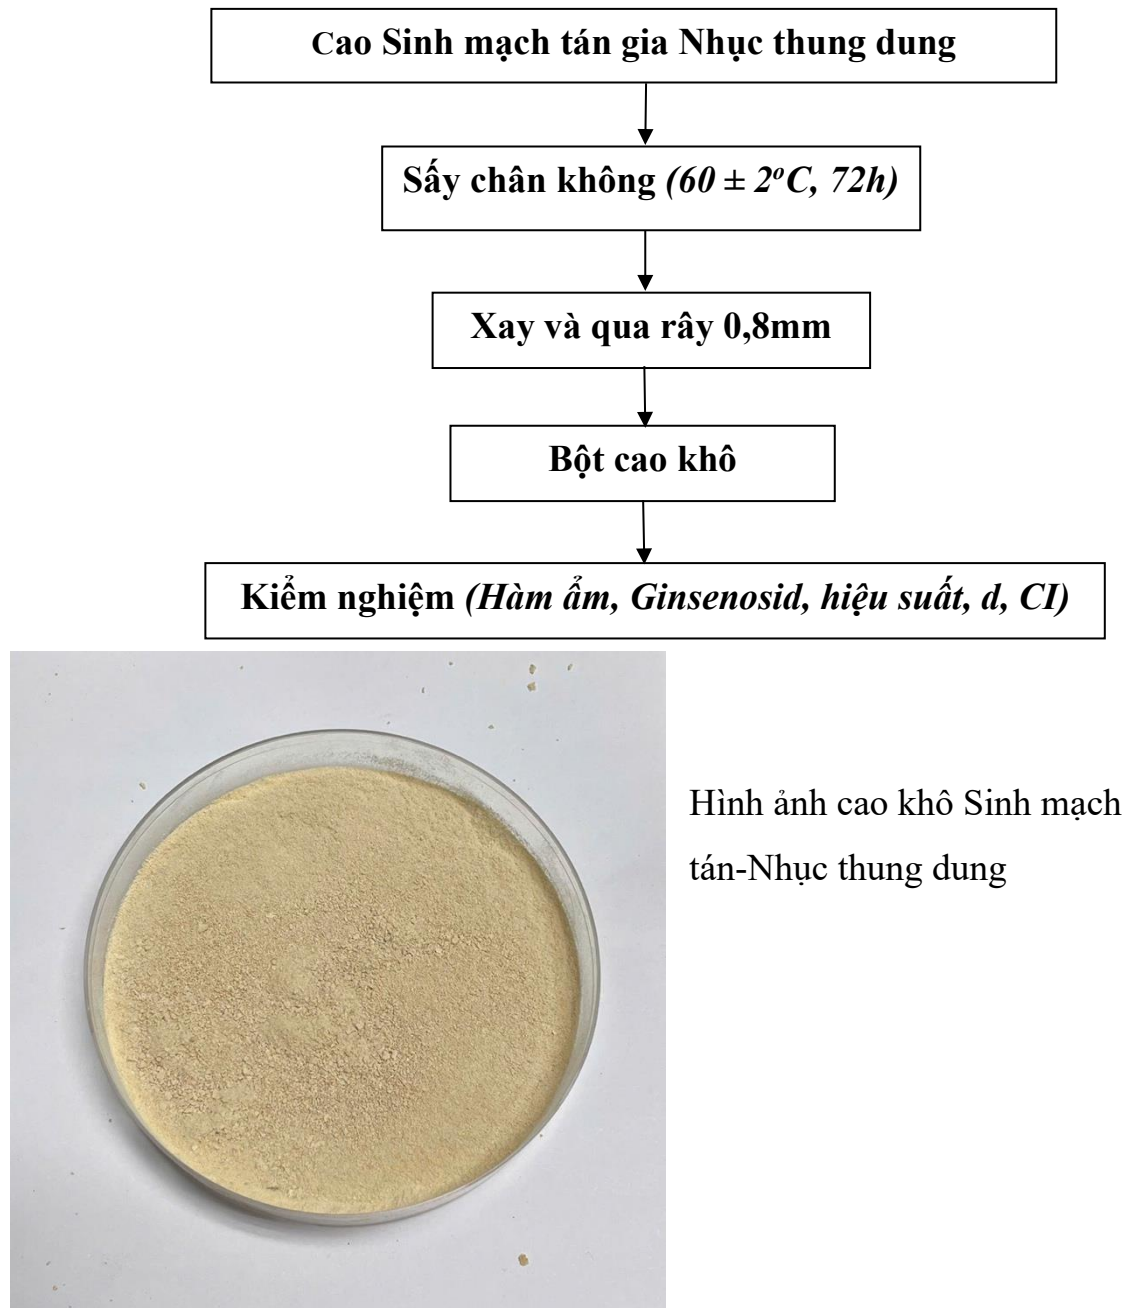 Cao Sinh mạch tán gia Nhục thung dung
Sấy chân không (60 ± 2ºC, 72h)
Xay và qua rây 0,8mm
Bột cao khô
Kiểm nghiệm (Hàm ẩm, Ginsenosid, hiệu suất, d, CI)
Hình ảnh cao khô Sinh mạch
tán-Nhục thung dung